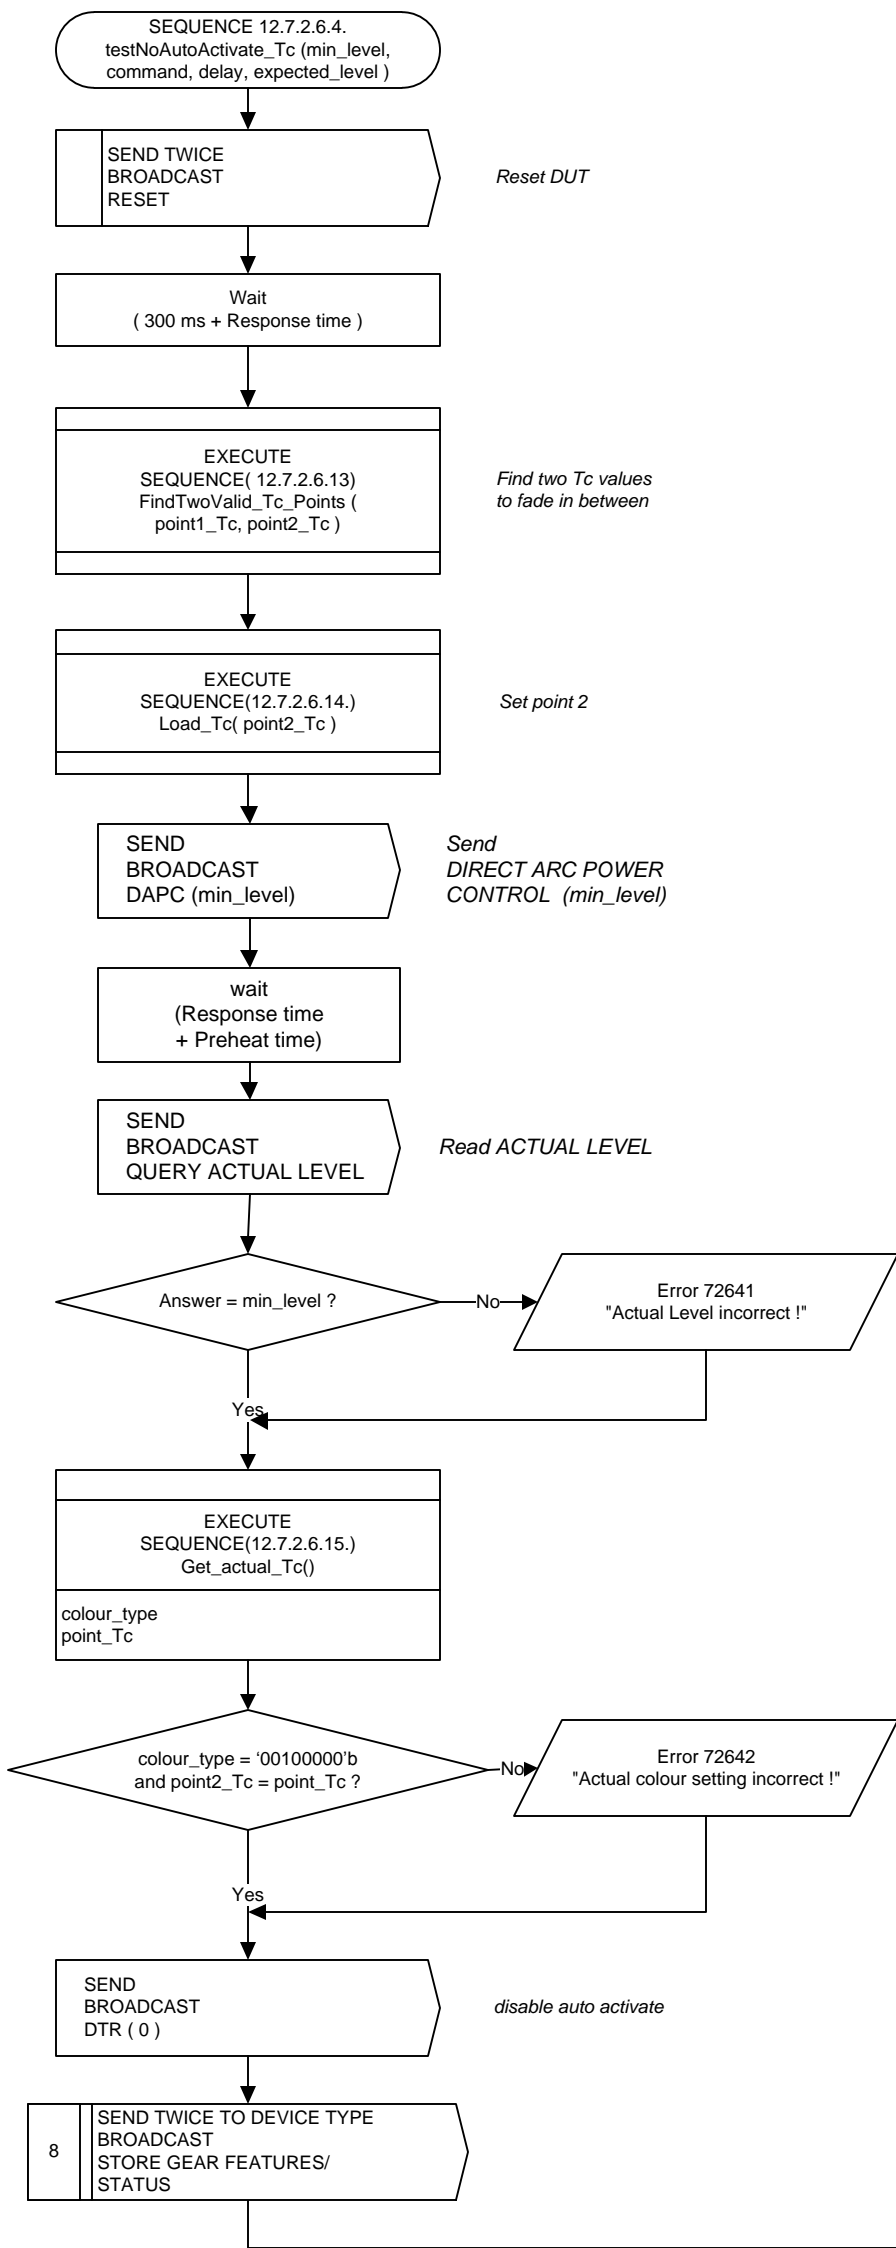 SEQUENCE 12.7.2.6.4.
testNoAutoActivate_Tc (min_level,
command, delay, expected_level )
SEND TWICE
BROADCAST
RESET
Reset DUT
Wait
( 300 ms + Response time )
EXECUTE
SEQUENCE( 12.7.2.6.13)
FindTwoValid_Tc_Points (
point1_Tc, point2_Tc )
Find two Tc values
to fade in between
EXECUTE
SEQUENCE(12.7.2.6.14.)
Load_Tc( point2_Tc )
Set point 2
SEND
BROADCAST
DAPC (min_level)
Send
DIRECT ARC POWER
CONTROL (min_level)
wait
(Response time
+ Preheat time)
SEND
BROADCAST
QUERY ACTUAL LEVEL
Read ACTUAL LEVEL
Answer = min_level ?
No
Error 72641
"Actual Level incorrect !"
Yes
EXECUTE
SEQUENCE(12.7.2.6.15.)
Get_actual_Tc()
colour_type
point_Tc
colour_type = ‘00100000’b
and point2_Tc = point_Tc ?
No
Error 72642
"Actual colour setting incorrect !"
Yes
SEND
BROADCAST
DTR ( 0 )
disable auto activate
8
SEND TWICE TO DEVICE TYPE
BROADCAST
STORE GEAR FEATURES/
STATUS